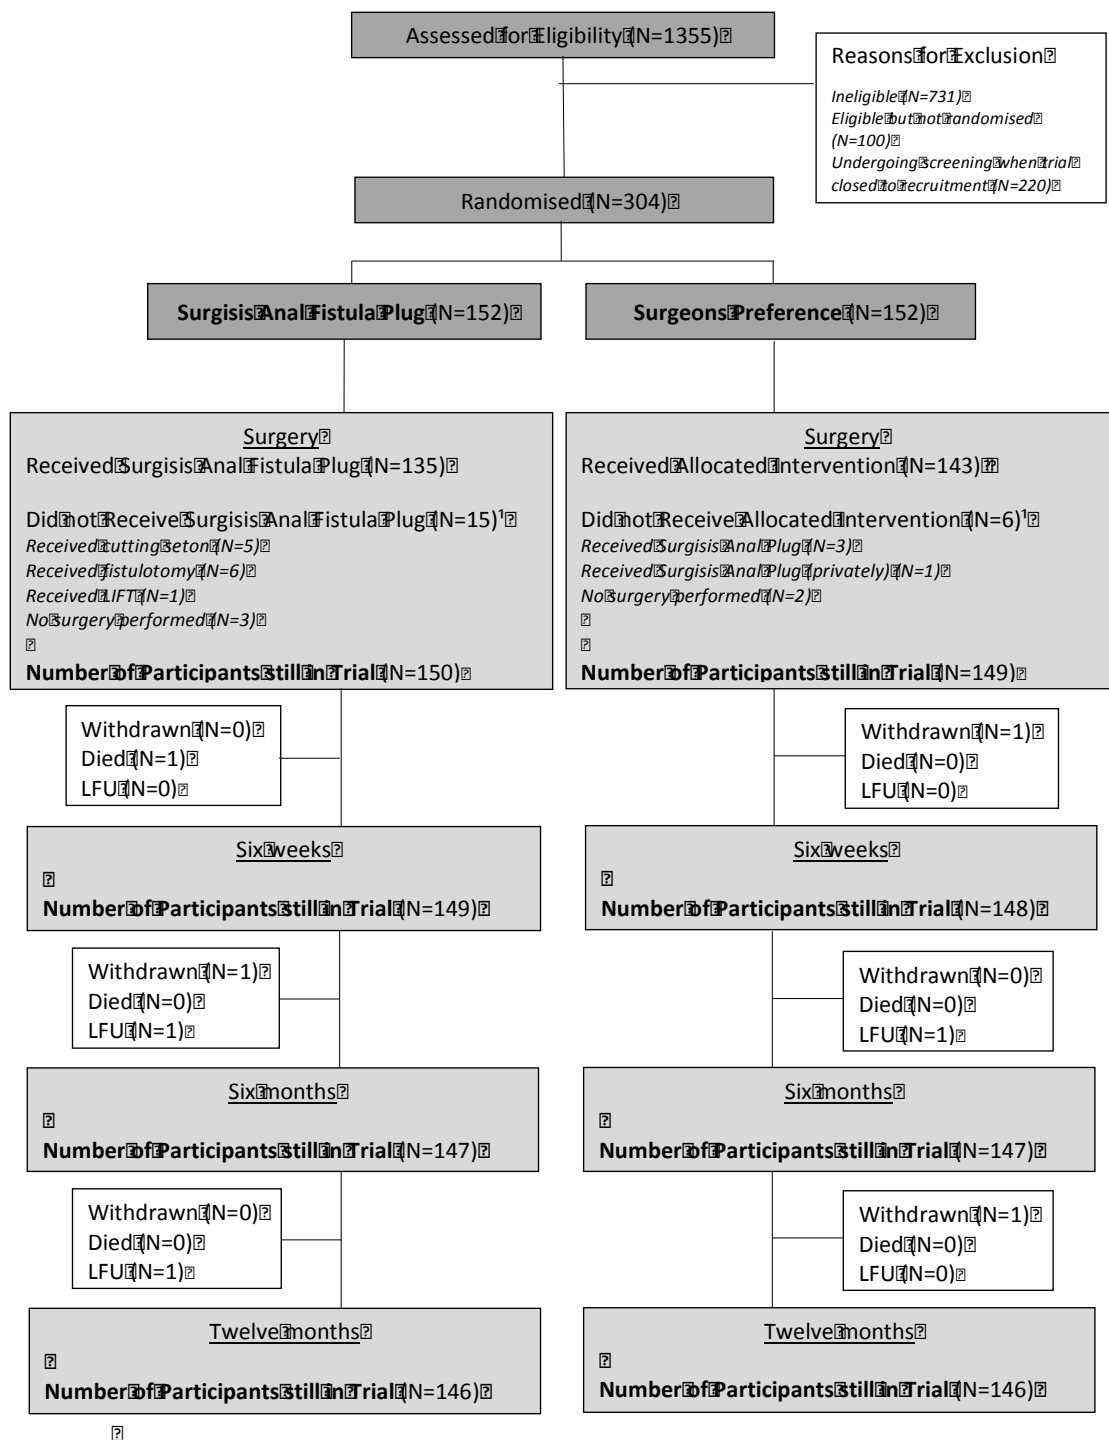 Assessed for Eligibility (N=1355)
Reasons for Exclusion
Ineligible (N=731)
Eligible but not randomised
(N=100)
Undergoing screening when trial
closed to recruitment (N=220)
Randomised (N=304)
Surgisis Anal Fistula Plug (N=152)
Surgeons Preference (N=152)
Surgery
Received Surgisis Anal Fistula Plug (N=135)
Did not Receive Surgisis Anal Fistula Plug (N=15)¹
Received cutting seton (N=5)
Received fistulotomy (N=6)
Received LIFT (N=1)
No surgery performed (N=3)
Number of Participants still in Trial (N=150)
Surgery
Received Allocated Intervention (N=143)
Did not Receive Allocated Intervention (N=6)¹
Received Surgisis Anal Plug (N=3)
Received Surgisis Anal Plug (privately) (N=1)
No surgery performed (N=2)
Number of Participants still in Trial (N=149)
Withdrawn (N=0)
Died (N=1)
LFU (N=0)
Withdrawn (N=1)
Died (N=0)
LFU (N=0)
Six weeks
Number of Participants still in Trial (N=149)
Six weeks
Number of Participants still in Trial (N=148)
Withdrawn (N=1)
Died (N=0)
LFU (N=1)
Withdrawn (N=0)
Died (N=0)
LFU (N=1)
Six months
Number of Participants still in Trial (N=147)
Six months
Number of Participants still in Trial (N=147)
Withdrawn (N=0)
Died (N=0)
LFU (N=1)
Withdrawn (N=1)
Died (N=0)
LFU (N=0)
Twelve months
Number of Participants still in Trial (N=146)
Twelve months
Number of Participants still in Trial (N=146)